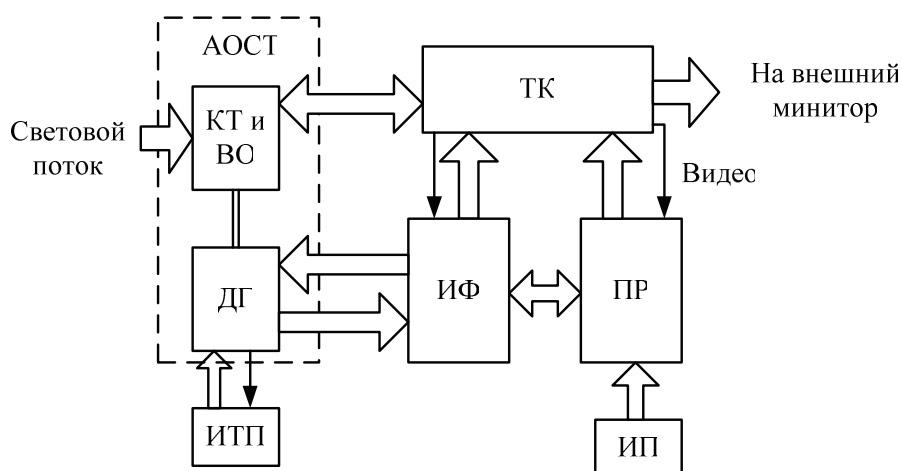 АОСТ
ТК
На внешний
минитор
КТ и
ВО
Световой
поток
Видео
ДГ
ИФ
ПР
ИТП
ИП